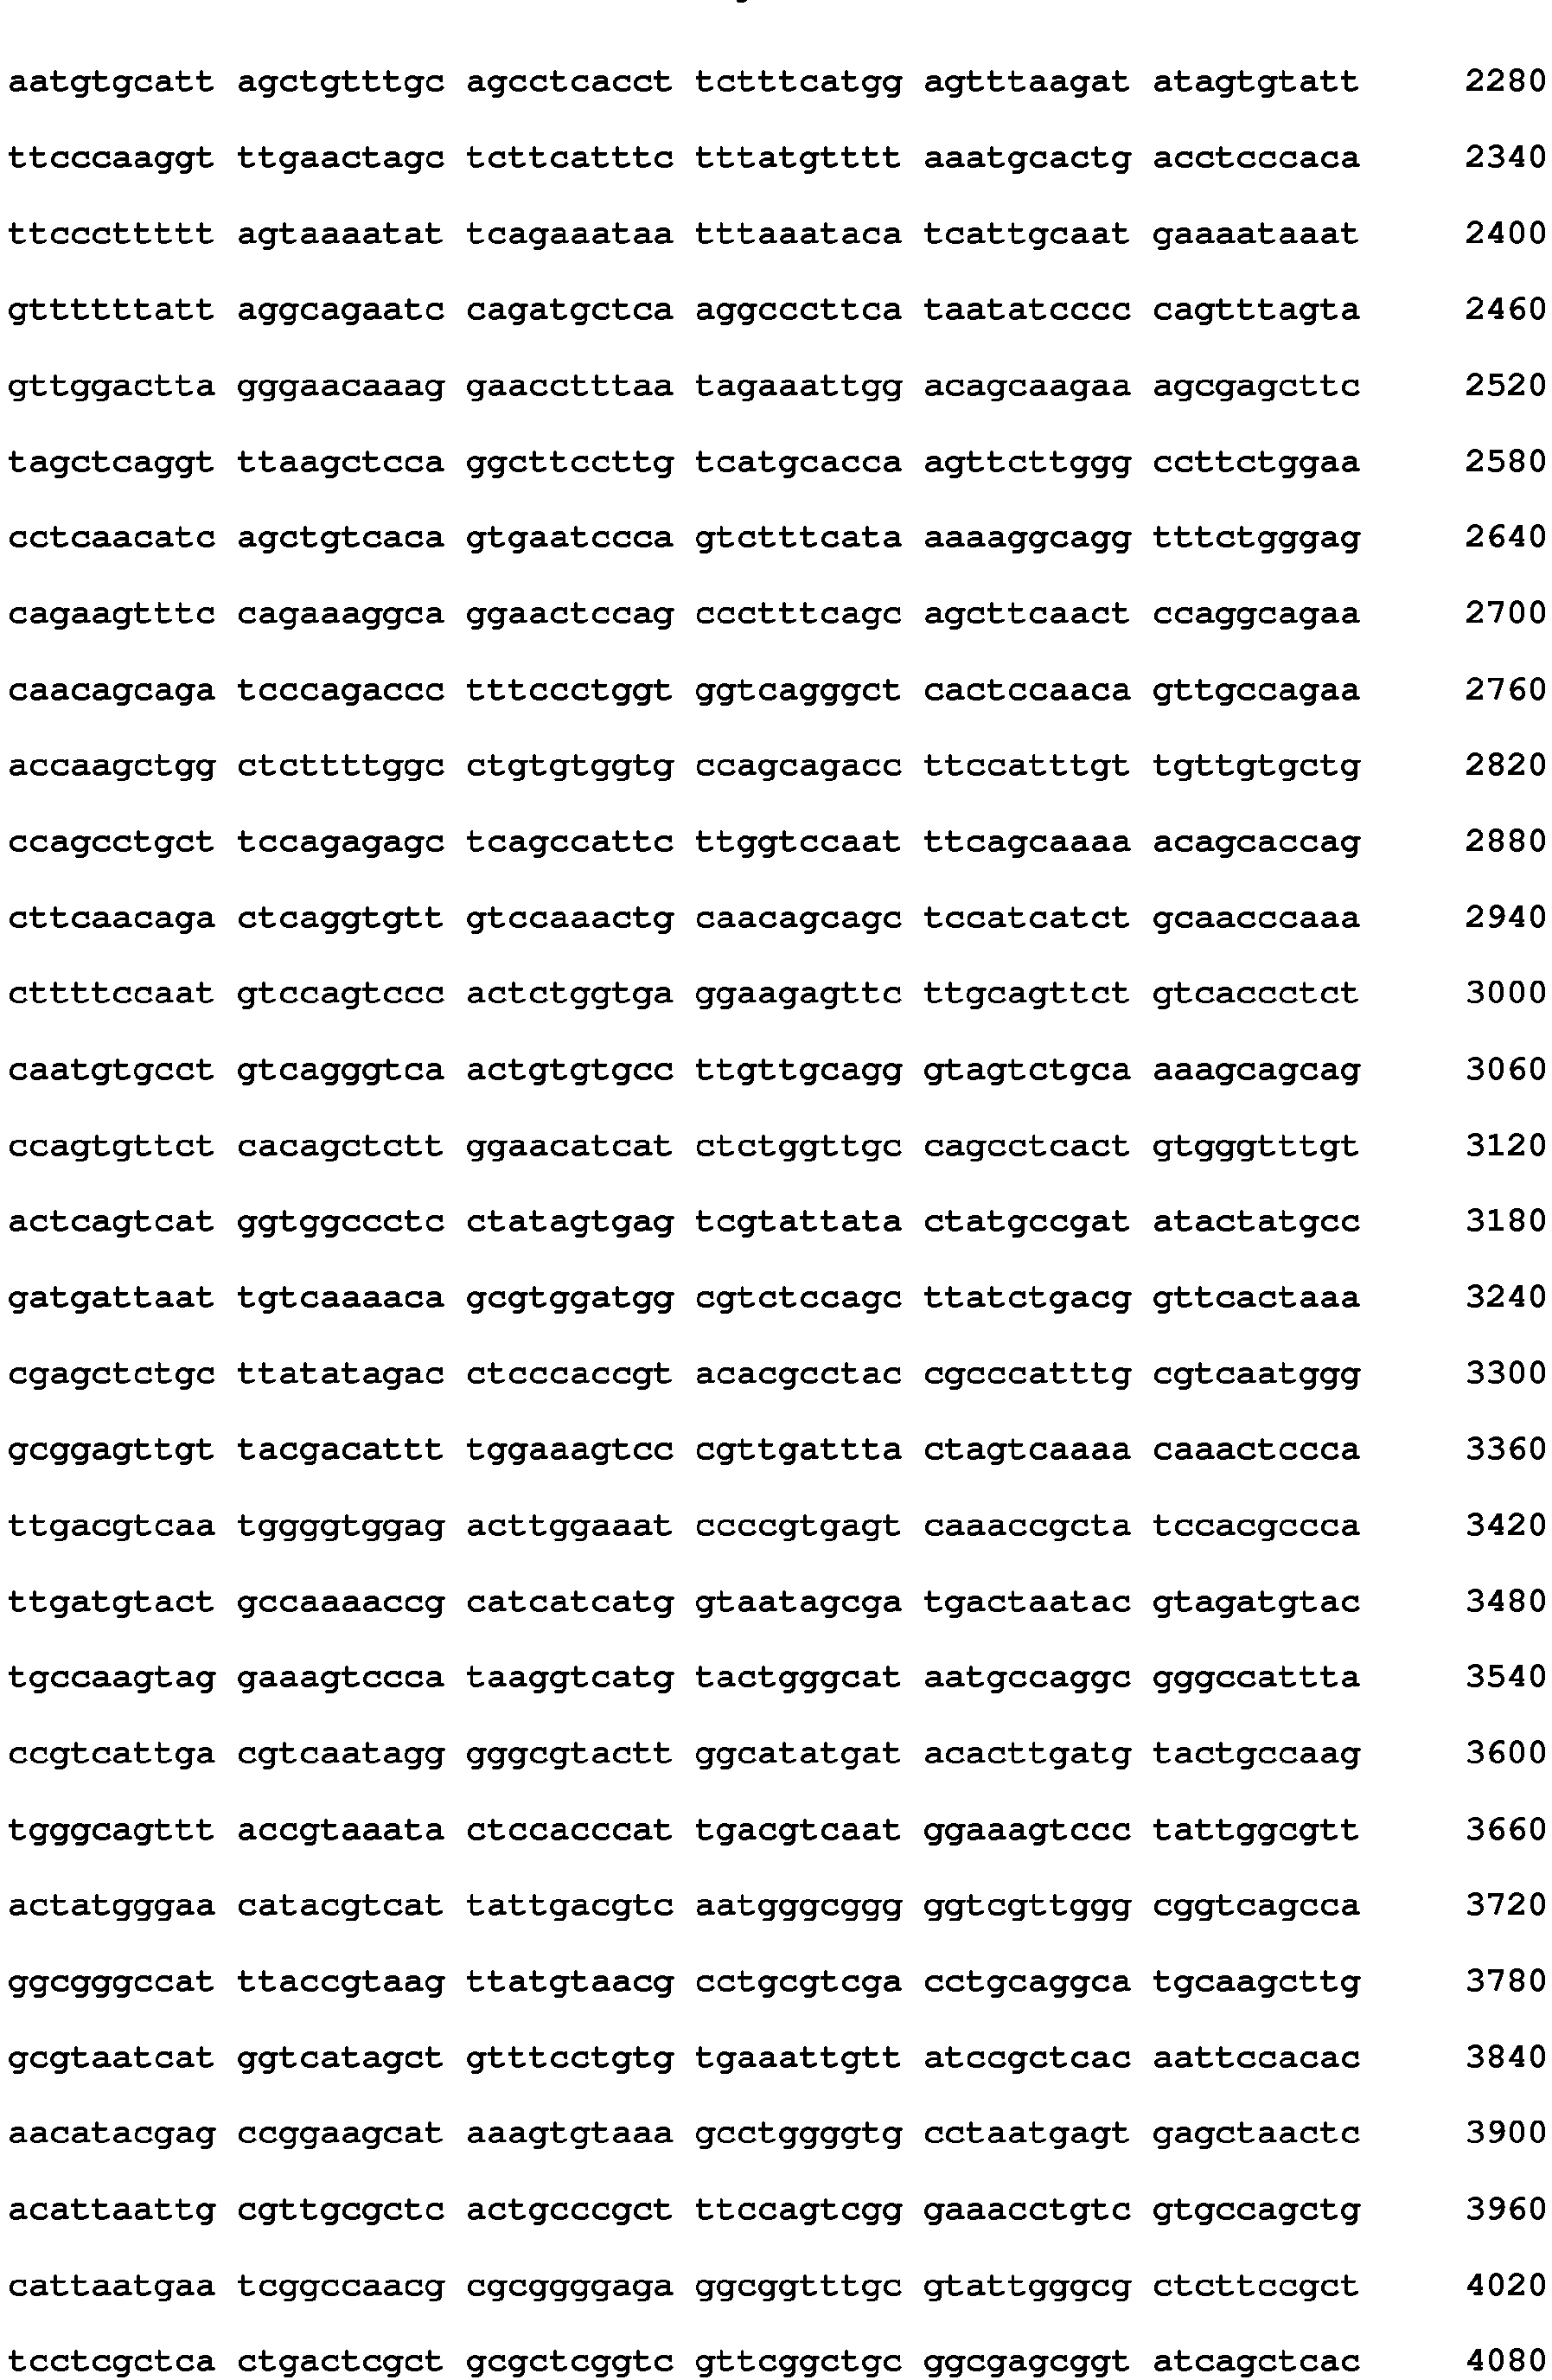 aatgtgcatt agctgtttgc agcctcacct tctttcatgg agtttaagat atagtgtatt 2280
ttcccaaggt ttgaactagc tcttcatttc tttatgtttt aaatgcactg acctcccaca 2340
ttcccttttt agtaaaatat tcagaaataa tttaaataca tcattgcaat gaaaataaat 2400
gttttttatt aggcagaatc cagatgctca aggcccttca taatatcccc cagtttagta 2460
gttggactta gggaacaaag gaacctttaa tagaaattgg acagcaagaa agcgagcttc 2520
tagctcaggt ttaagctcca ggcttccttg tcatgcacca agttcttggg ccttctggaa 2580
cctcaacatc agctgtcaca gtgaatccca gtctttcata aaaaggcagg tttctgggag 2640
cagaagtttc cagaaaggca ggaactccag ccctttcagc agcttcaact ccaggcagaa 2700
caacagcaga tcccagaccc tttccctggt ggtcagggct cactccaaca gttgccagaa 2760
accaagctgg ctcttttggc ctgtgtggtg ccagcagacc ttccatttgt tgttgtgctg 2820
ccagcctgct tccagagagc tcagccattc ttggtccaat ttcagcaaaa acagcaccag 2880
cttcaacaga ctcaggtgtt gtccaaactg caacagcagc tccatcatct gcaacccaaa 2940
cttttccaat gtccagtccc actctggtga ggaagagttc ttgcagttct gtcaccctct 3000
caatgtgcct gtcagggtca actgtgtgcc ttgttgcagg gtagtctgca aaagcagcag 3060
ccagtgttct cacagctctt ggaacatcat ctctggttgc cagcctcact gtgggtttgt 3120
actcagtcat ggtggccctc ctatagtgag tcgtattata ctatgccgat atactatgcc 3180
gatgattaat tgtcaaaaca gcgtggatgg cgtctccagc ttatctgacg gttcactaaa 3240
cgagctctgc ttatatagac ctcccaccgt acacgcctac cgcccatttg cgtcaatggg 3300
gcggagttgt tacgacattt tggaaagtcc cgttgattta ctagtcaaaa caaactccca 3360
ttgacgtcaa tggggtggag acttggaaat ccccgtgagt caaaccgcta tccacgccca 3420
ttgatgtact gccaaaaccg catcatcatg gtaatagcga tgactaatac gtagatgtac 3480
tgccaagtag gaaagtccca taaggtcatg tactgggcat aatgccaggc gggccattta 3540
ccgtcattga cgtcaatagg gggcgtactt ggcatatgat acacttgatg tactgccaag 3600
tgggcagttt accgtaaata ctccacccat tgacgtcaat ggaaagtccc tattggcgtt 3660
actatgggaa catacgtcat tattgacgtc aatgggcggg ggtcgttggg cggtcagcca 3720
ggcgggccat ttaccgtaag ttatgtaacg cctgcgtcga cctgcaggca tgcaagcttg 3780
gcgtaatcat ggtcatagct gtttcctgtg tgaaattgtt atccgctcac aattccacac 3840
aacatacgag ccggaagcat aaagtgtaaa gcctggggtg cctaatgagt gagctaactc 3900
acattaattg cgttgcgctc actgcccgct ttccagtcgg gaaacctgtc gtgccagctg 3960
cattaatgaa tcggccaacg cgcggggaga ggcggtttgc gtattgggcg ctcttccgct 4020
tcctcgctca ctgactcgct gcgctcggtc gttcggctgc ggcgagcggt atcagctcac 4080